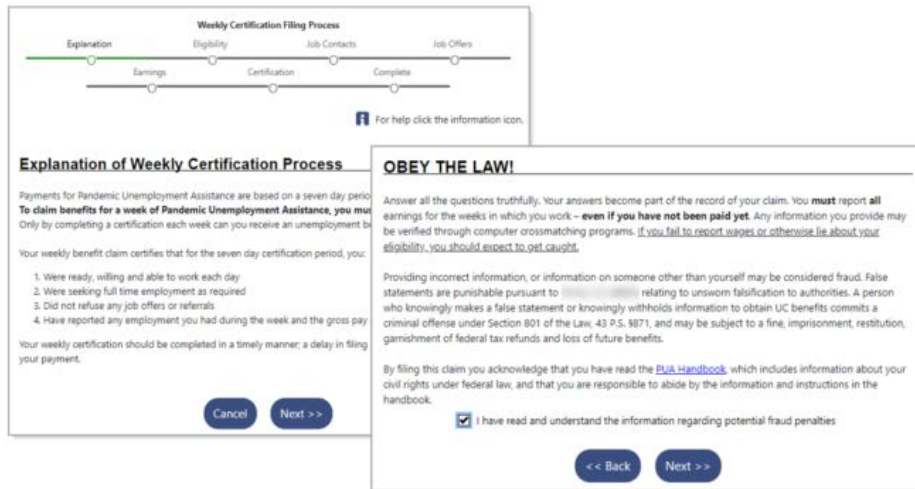 Weekly Certification Filing Process
Explanation Eligibility Job Contacts Job Offers
Earnings Certification Complete
For help click the information icon.
Explanation of Weekly Certification Process
Payments for Pandemic Unemployment Assistance are based on a seven day
To claim benefits for a week of Pandemic Unemployment Assistance, you
Only by completing a certification each week can you receive an unemployment
Your weekly benefit claim certifies that for the seven day certification period, you:
1. Were ready, willing and able to work each day
2. Were seeking full time employment as required
3. Did not refuse any job offers or referrals
4. Have reported any employment you had during the week and the gross pay
Your weekly certification should be completed in a timely manner; a delay in filing
your payment.
Cancel Next >>
OBEY THE LAW!
Answer all the questions truthfully. Your answers become part of the record of your claim. You must report all
earnings for the weeks in which you work – even if you have not been paid yet. Any information you provide may
be verified through computer crossmatching programs. If you fail to report wages or otherwise lie about your
eligibility, you should expect to get caught.
Providing incorrect information, or information on someone other than yourself may be considered fraud. False
statements are punishable pursuant to relating to unsworn falsification to authorities. A person
who knowingly makes a false statement or knowingly withholds information to obtain UC benefits commits a
criminal offense under Section 801 of the Law, 43 P.S. §871, and may be subject to a fine, imprisonment, restitution,
garnishment of federal tax refunds and loss of future benefits.
By filing this claim you acknowledge that you have read the PUA Handbook, which includes information about your
civil rights under federal law, and that you are responsible to abide by the information and instructions in the
handbook.
I have read and understand the information regarding potential fraud penalties
<< Back Next >>